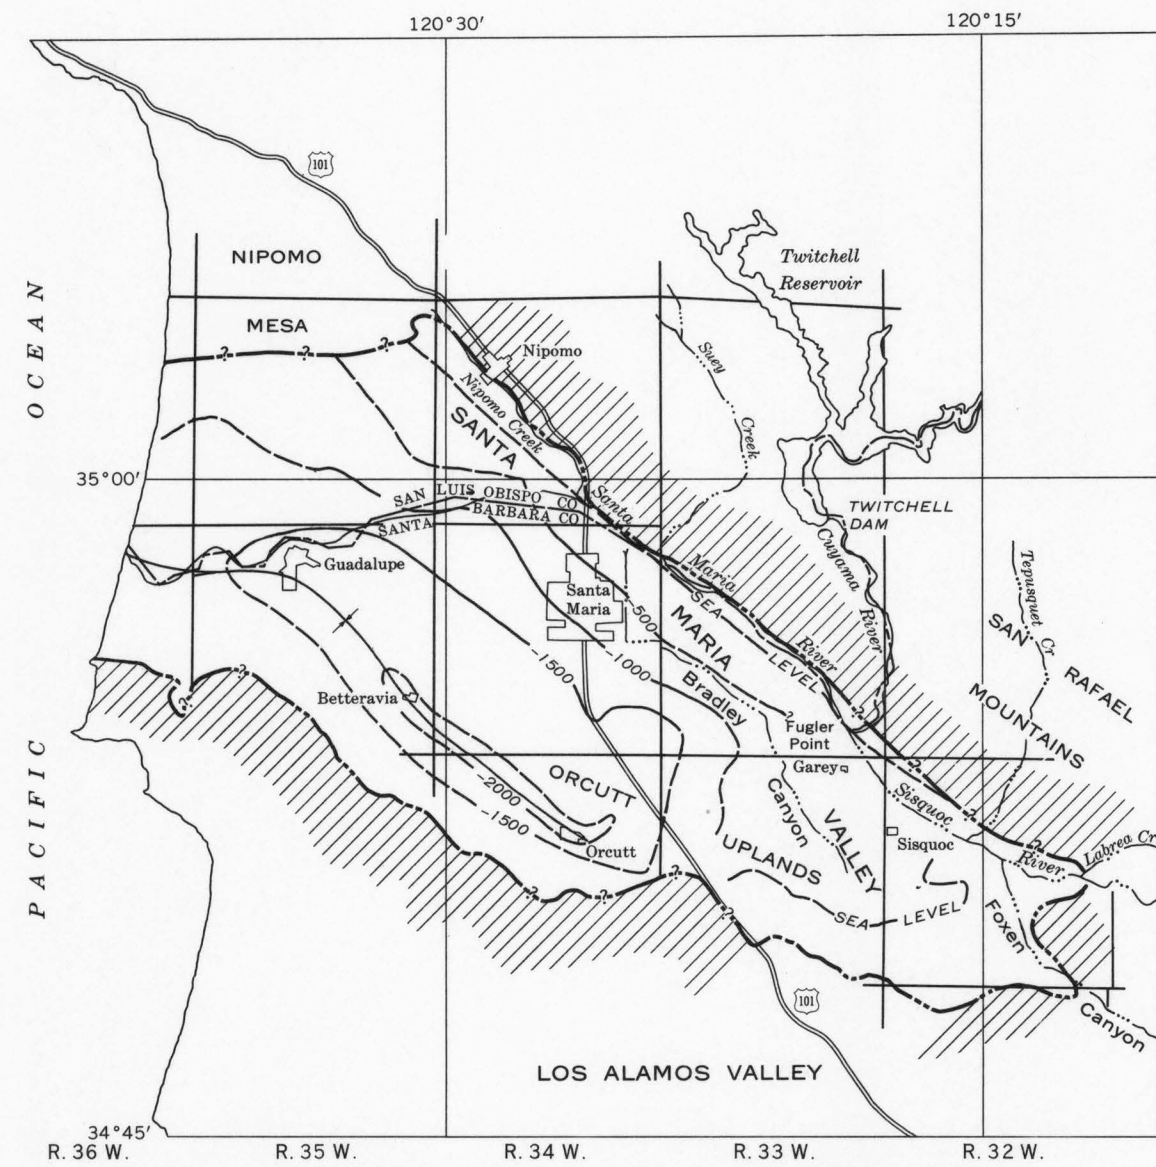 120°30′
120°15′
101
NIPOMO
MESA
Twitchell
Reservoir
OCEAN
Nipomo
Suey
Creek
Nipomo Creek
SANTA
35°00′
SAN LUIS OBISPO CO
SANTA BARBARA CO
Santa
TWITCHELL
DAM
Cuyama
River
Guadalupe
Santa
Maria
Maria
River
SEA
LEVEL
MARIA
-500
-1000
-1500
Tepusquet Cr
SAN
RAFAEL
MOUNTAINS
?
?
?
?
?
Betteravia
Bradley
Canyon
?
Fugler
Point
Garey
?
?
PACIFIC
ORCUTT
UPLANDS
VALLEY
-2000
-1500
Orcutt
Sisquoc
River
Sisquoc
?
?
Labrea Cr
?
?
?
?
SEA LEVEL
Foxen
Canyon
101
LOS ALAMOS VALLEY
34°45′
R. 36 W.
R. 35 W.
R. 34 W.
R. 33 W.
R. 32 W.